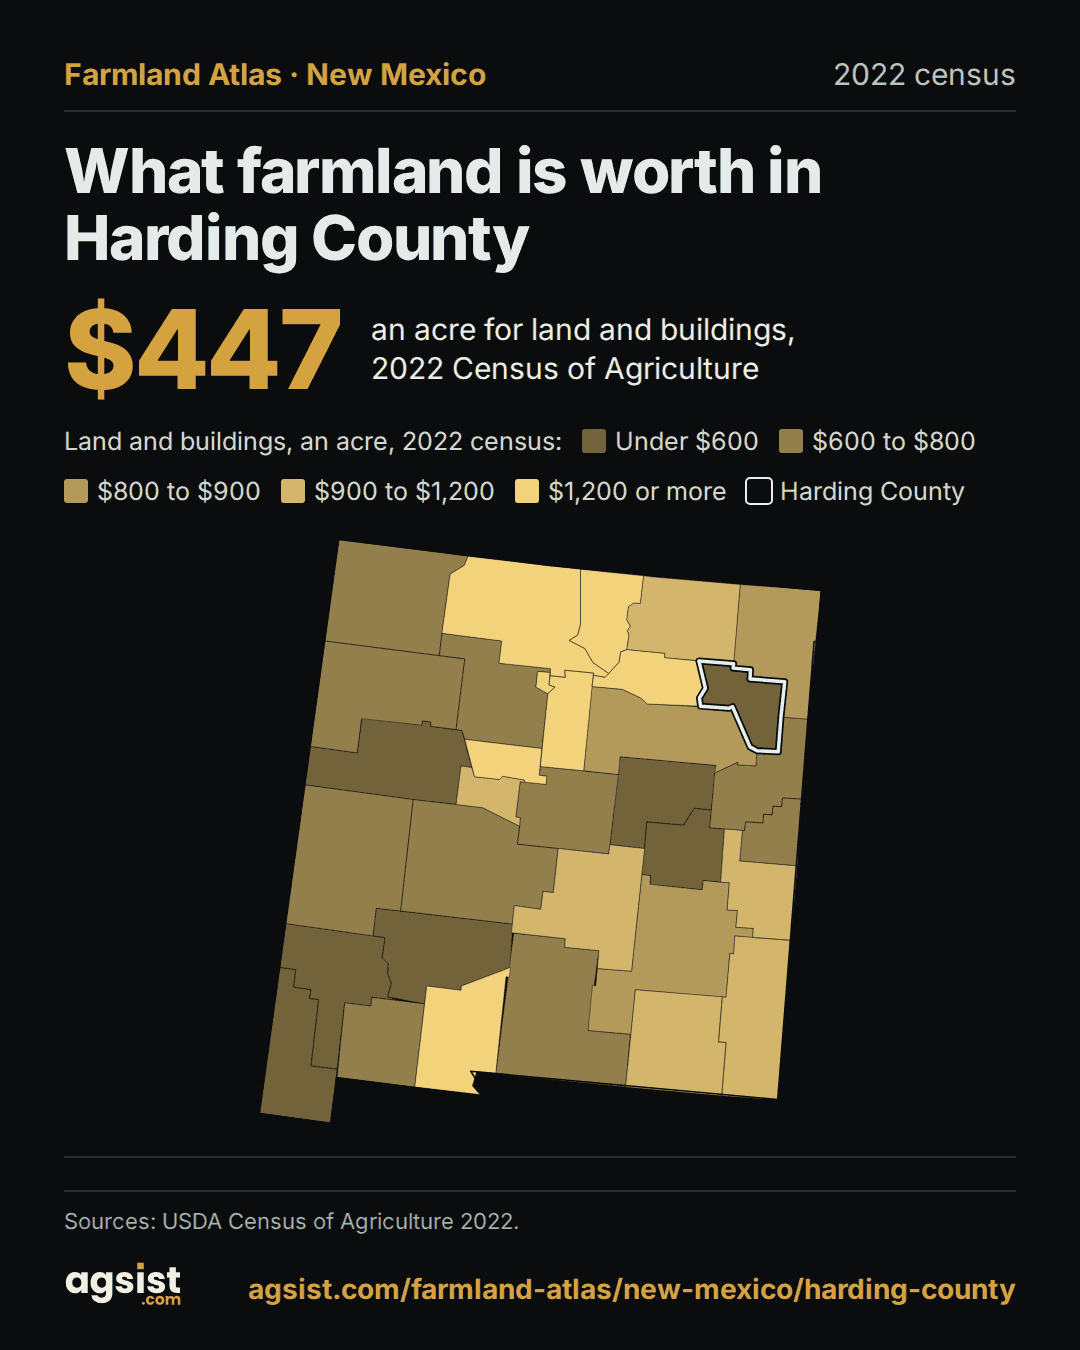 Farmland Atlas · New Mexico
2022 census
What farmland is worth in
Harding County
$447
an acre for land and buildings,
2022 Census of Agriculture
Land and buildings, an acre, 2022 census: Under $600 $600 to $800
$800 to $900 $900 to $1,200 $1,200 or more Harding County
Sources: USDA Census of Agriculture 2022.
agsist
.com
agsist.com/farmland-atlas/new-mexico/harding-county